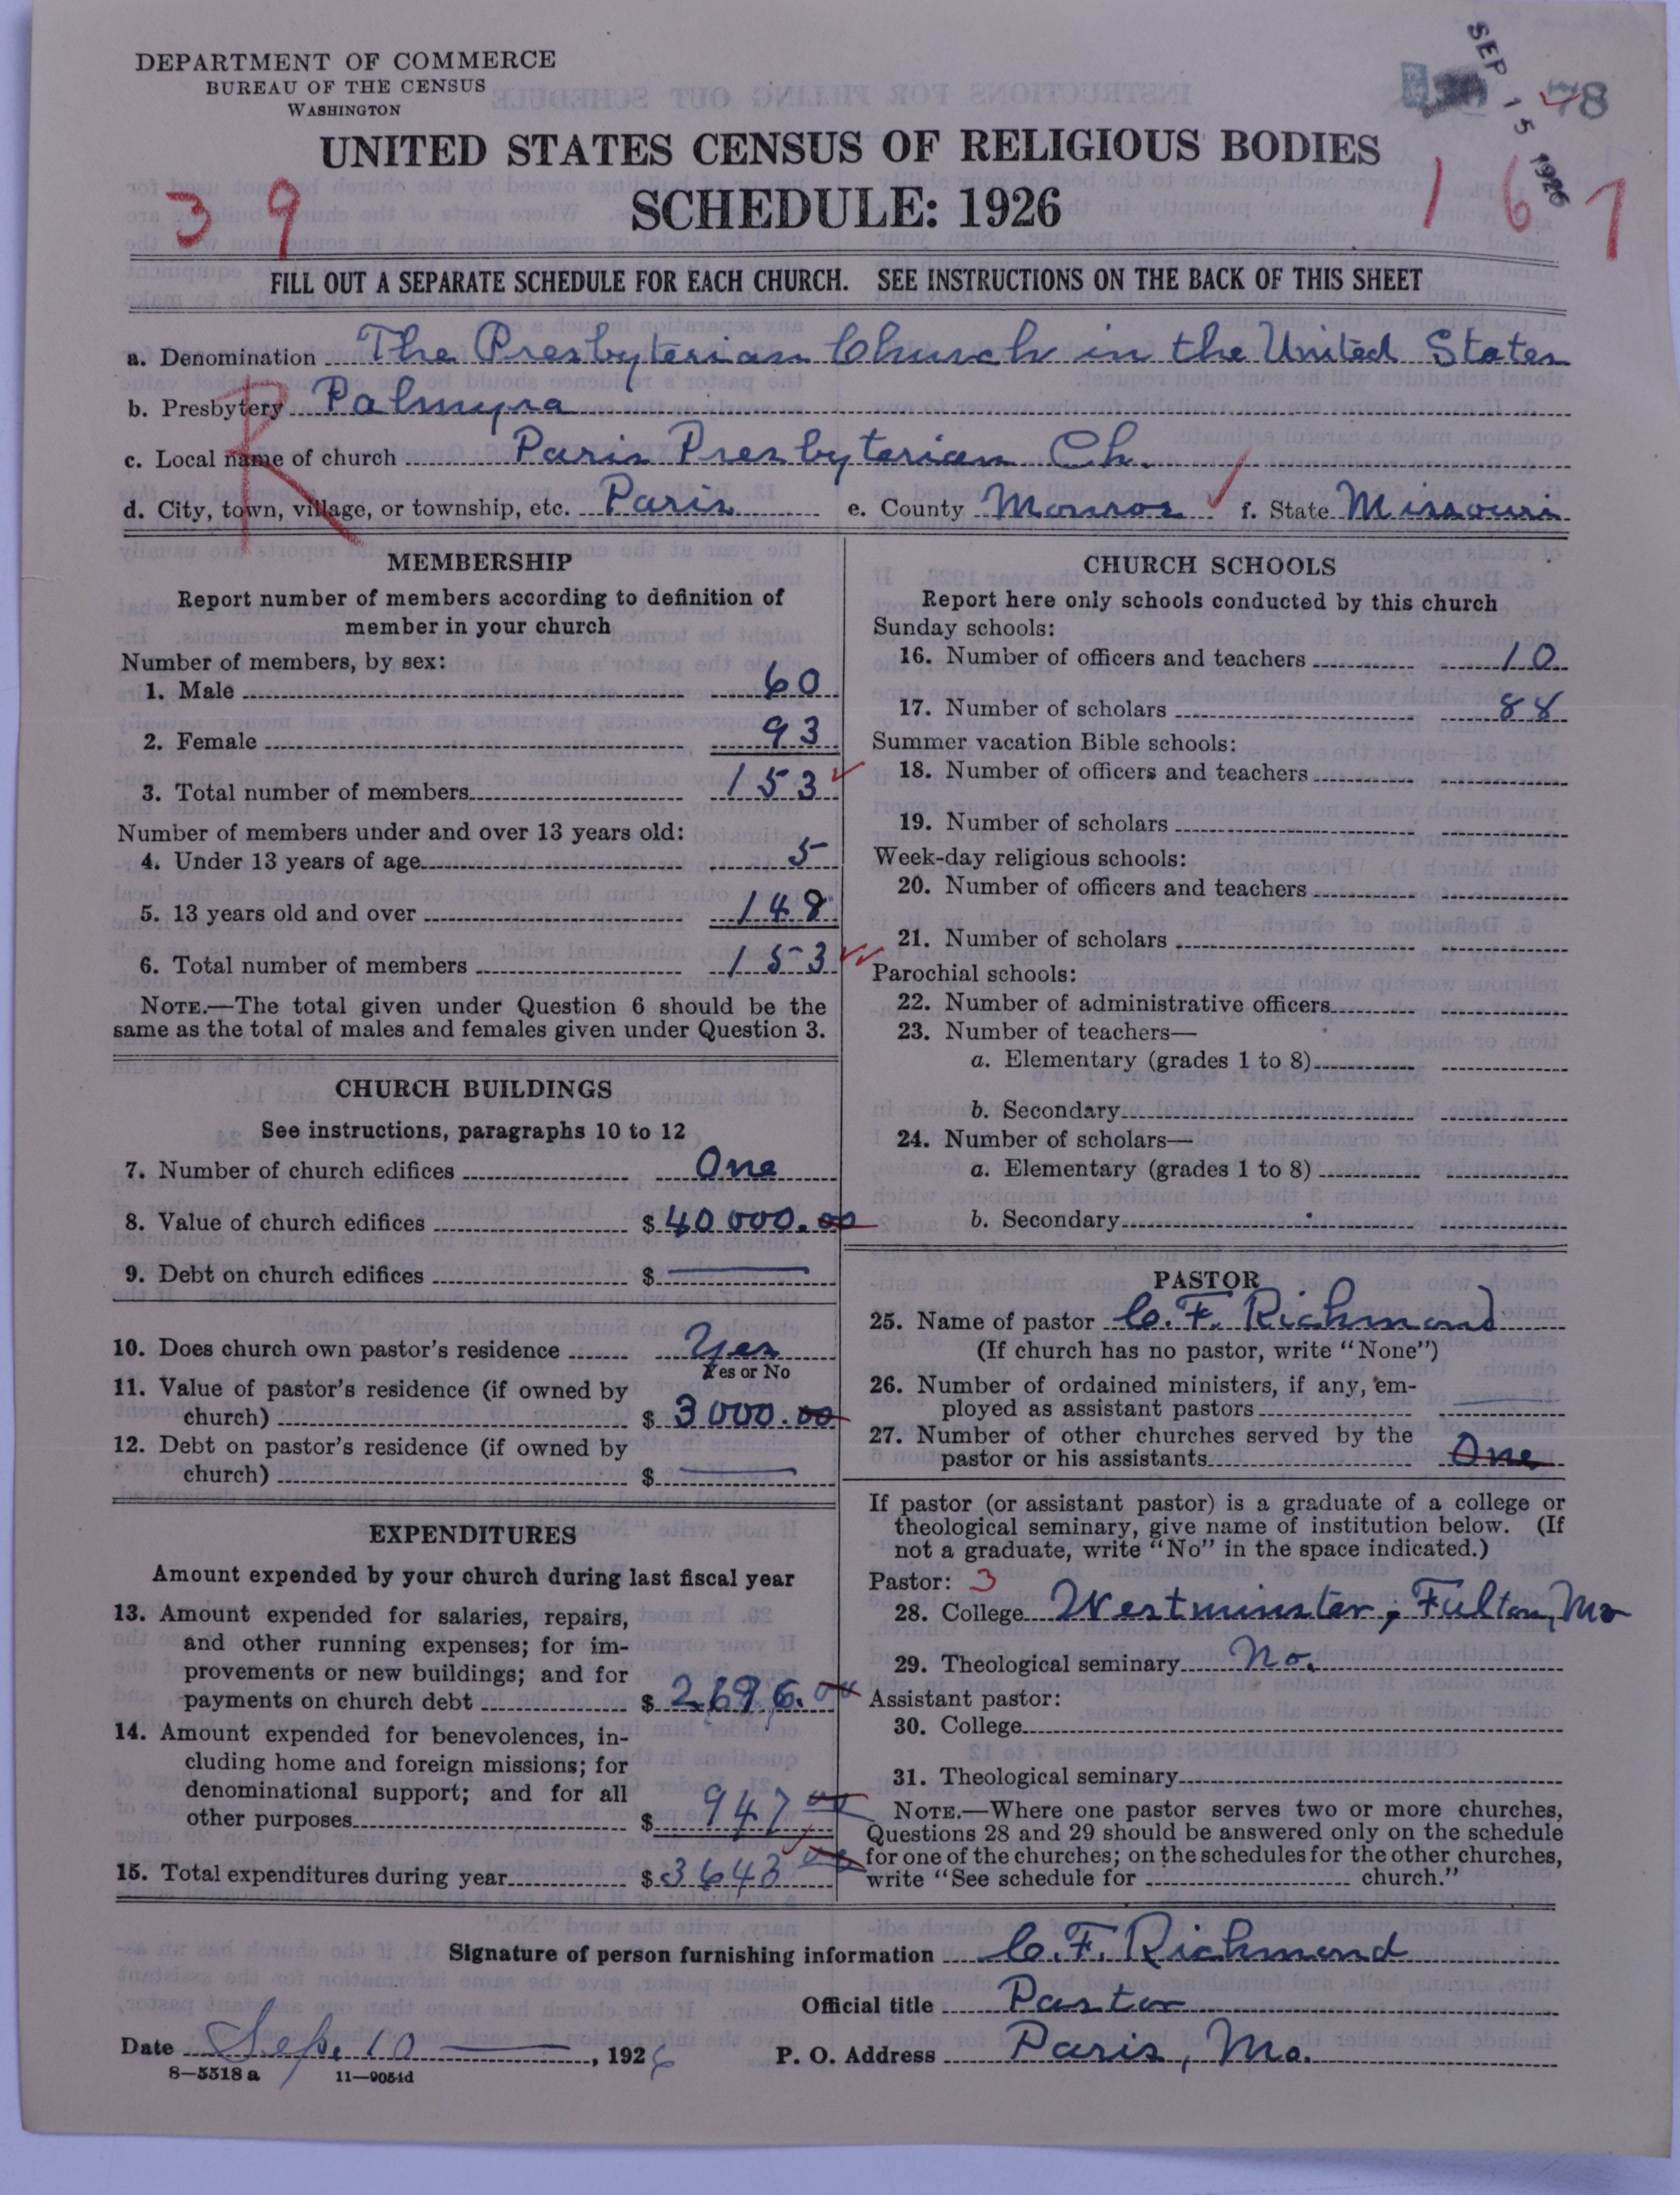 DEPARTMENT OF COMMERCE
BUREAU OF THE CENSUS
WASHINGTON
SEP 15 1926
78
UNITED STATES CENSUS OF RELIGIOUS BODIES
39
SCHEDULE: 1926
167
FILL OUT A SEPARATE SCHEDULE FOR EACH CHURCH. SEE INSTRUCTIONS ON THE BACK OF THIS SHEET
a. Denomination The Presbyterian Church in the United States
b. Presbytery Palmyra
R
c. Local name of church Paris Presbyterian Ch.
d. City, town, village, or township, etc. Paris e. County Monroe f. State Missouri
MEMBERSHIP
Report number of members according to definition of
member in your church
Number of members, by sex:
1. Male 60
2. Female 93
3. Total number of members 153
Number of members under and over 13 years old:
4. Under 13 years of age 5
5. 13 years old and over 148
6. Total number of members 153
NOTE.—The total given under Question 6 should be the
same as the total of males and females given under Question 3.
CHURCH BUILDINGS
See instructions, paragraphs 10 to 12
7. Number of church edifices One
8. Value of church edifices $ 40000.00
9. Debt on church edifices $ —
10. Does church own pastor's residence Yes
Yes or No
11. Value of pastor's residence (if owned by
church) $ 3000.00
12. Debt on pastor's residence (if owned by
church) $ —
EXPENDITURES
Amount expended by your church during last fiscal year
13. Amount expended for salaries, repairs,
and other running expenses; for im-
provements or new buildings; and for
payments on church debt $ 2696.00
14. Amount expended for benevolences, in-
cluding home and foreign missions; for
denominational support; and for all
other purposes $ 947 00
15. Total expenditures during year $ 3643 00
CHURCH SCHOOLS
Report here only schools conducted by this church
Sunday schools:
16. Number of officers and teachers 10
17. Number of scholars 88
Summer vacation Bible schools:
18. Number of officers and teachers
19. Number of scholars
Week-day religious schools:
20. Number of officers and teachers
21. Number of scholars
Parochial schools:
22. Number of administrative officers
23. Number of teachers—
a. Elementary (grades 1 to 8)
b. Secondary
24. Number of scholars—
a. Elementary (grades 1 to 8)
b. Secondary
PASTOR
25. Name of pastor C. F. Richmond
(If church has no pastor, write "None")
26. Number of ordained ministers, if any, em-
ployed as assistant pastors —
27. Number of other churches served by the
pastor or his assistants One
If pastor (or assistant pastor) is a graduate of a college or
theological seminary, give name of institution below. (If
not a graduate, write "No" in the space indicated.)
Pastor: 3
28. College Westminster, Fulton, Mo
29. Theological seminary No.
Assistant pastor:
30. College
31. Theological seminary
NOTE.—Where one pastor serves two or more churches,
Questions 28 and 29 should be answered only on the schedule
for one of the churches; on the schedules for the other churches,
write "See schedule for church."
Signature of person furnishing information C. F. Richmond
Official title Pastor
Date Sep. 10, 1926 P. O. Address Paris, Mo.
8—5518 a 11—9054d